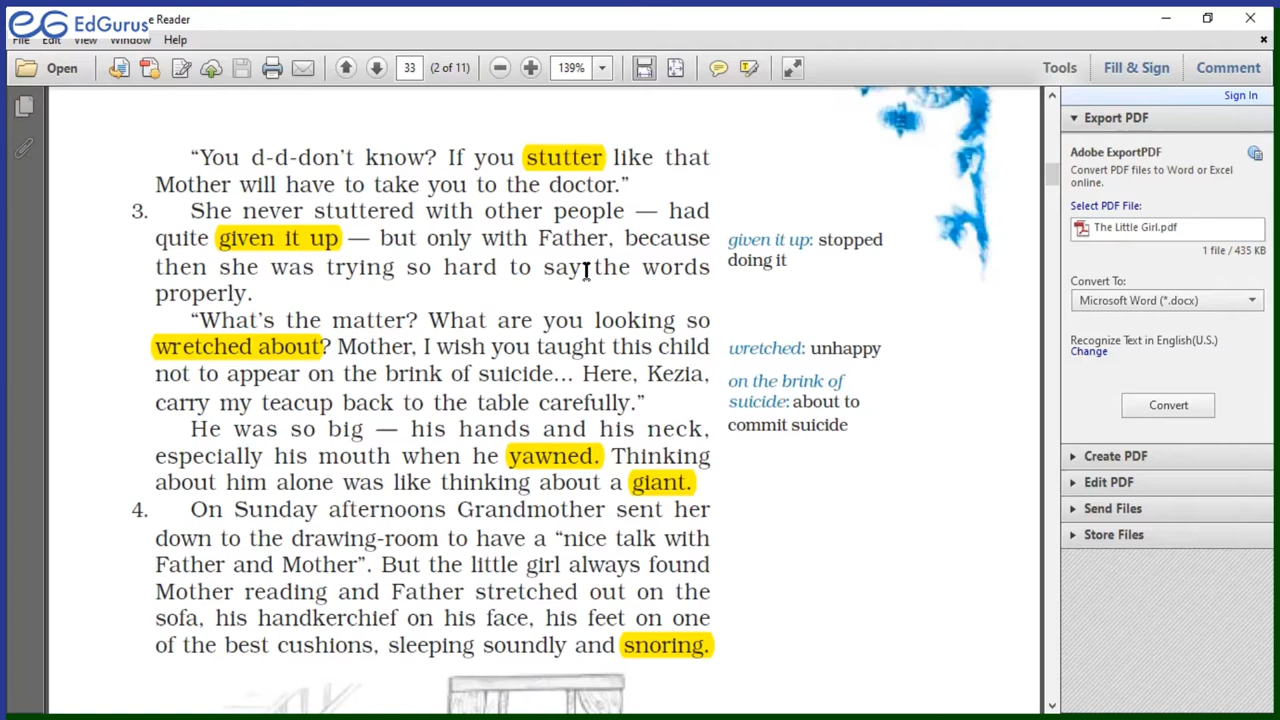 EdGurus
e Reader
File Edit View Window Help
Open
33
(2 of 11)
139%
Tools
Fill & Sign
Comment
Sign In
“You d-d-don’t know? If you stutter like that
Mother will have to take you to the doctor.”
3. She never stuttered with other people — had
quite given it up — but only with Father, because
then she was trying so hard to say the words
properly.
“What’s the matter? What are you looking so
wretched about? Mother, I wish you taught this child
not to appear on the brink of suicide... Here, Kezia,
carry my teacup back to the table carefully.”
He was so big — his hands and his neck,
especially his mouth when he yawned. Thinking
about him alone was like thinking about a giant.
4. On Sunday afternoons Grandmother sent her
down to the drawing-room to have a “nice talk with
Father and Mother”. But the little girl always found
Mother reading and Father stretched out on the
sofa, his handkerchief on his face, his feet on one
of the best cushions, sleeping soundly and snoring.
given it up: stopped
doing it
wretched: unhappy
on the brink of
suicide: about to
commit suicide
Export PDF
Adobe ExportPDF
Convert PDF files to Word or Excel
online.
Select PDF File:
The Little Girl.pdf
1 file / 435 KB
Convert To:
Microsoft Word (*.docx)
Recognize Text in English(U.S.)
Change
Convert
Create PDF
Edit PDF
Send Files
Store Files